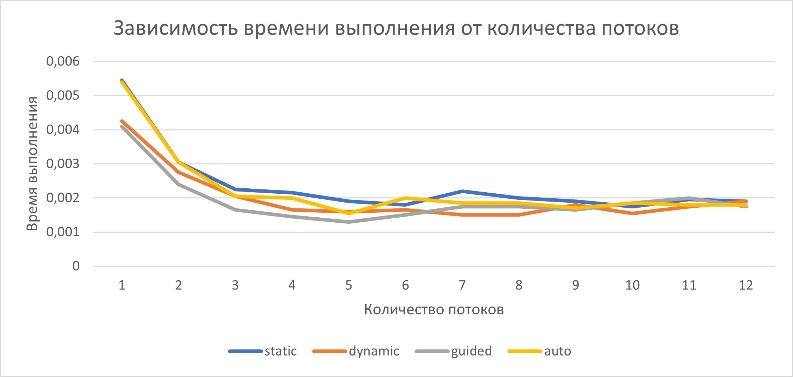 Зависимость времени выполнения от количества потоков
Время выполнения
0,006
0,005
0,004
0,003
0,002
0,001
0
1 2 3 4 5 6 7 8 9 10 11 12
Количество потоков
static dynamic guided auto